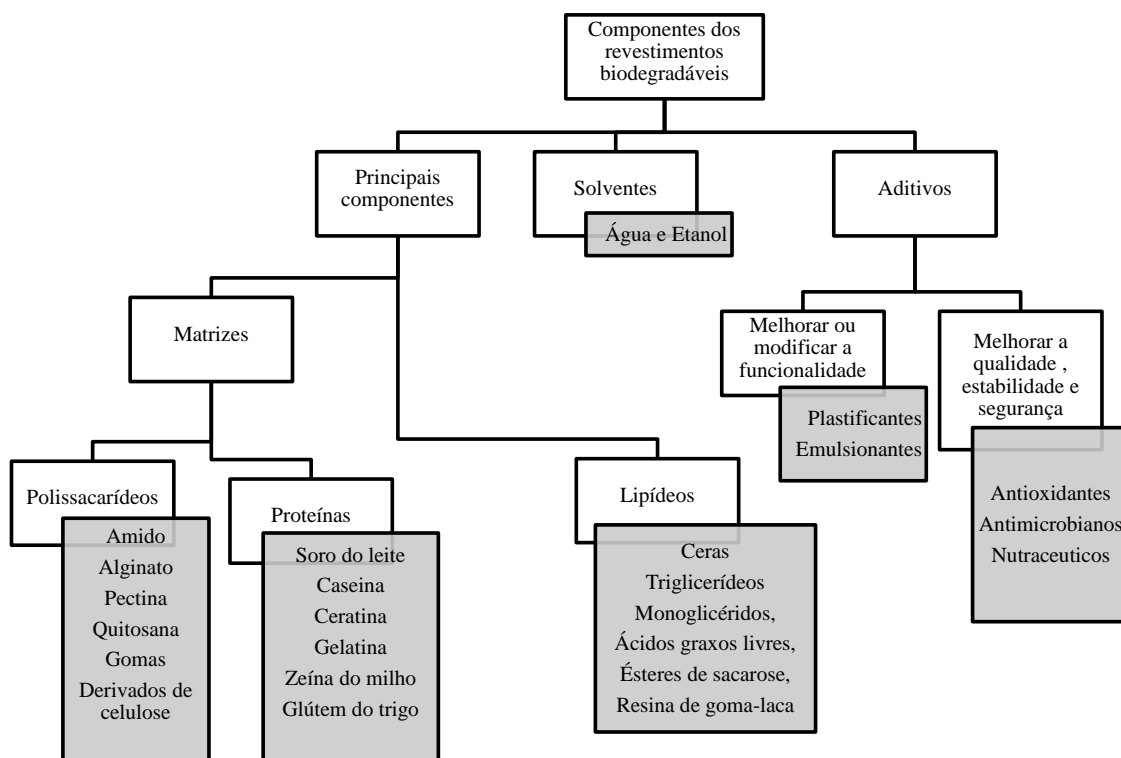 Componentes dos
revestimentos
biodegradáveis
Principais
componentes
Solventes
Água e Etanol
Aditivos
Matrizes
Melhorar ou
modificar a
funcionalidade
Plastificantes
Emulsionantes
Melhorar a
qualidade ,
estabilidade e
segurança
Antioxidantes
Antimicrobianos
Nutraceuticos
Polissacarídeos
Amido
Alginato
Pectina
Quitosana
Gomas
Derivados de
celulose
Proteínas
Soro do leite
Caseina
Ceratina
Gelatina
Zeína do milho
Glútem do trigo
Lipídeos
Ceras
Triglicerídeos
Monoglicéridos,
Ácidos graxos livres,
Ésteres de sacarose,
Resina de goma-laca